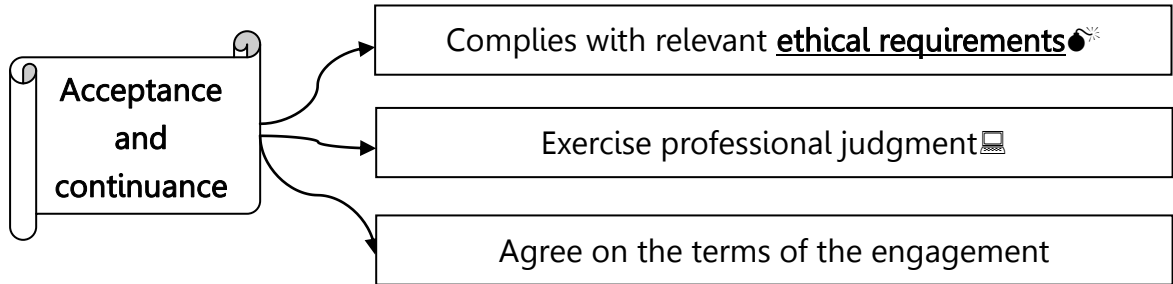 Acceptance
and
continuance
Complies with relevant ethical requirements💣
Exercise professional judgment💻
Agree on the terms of the engagement